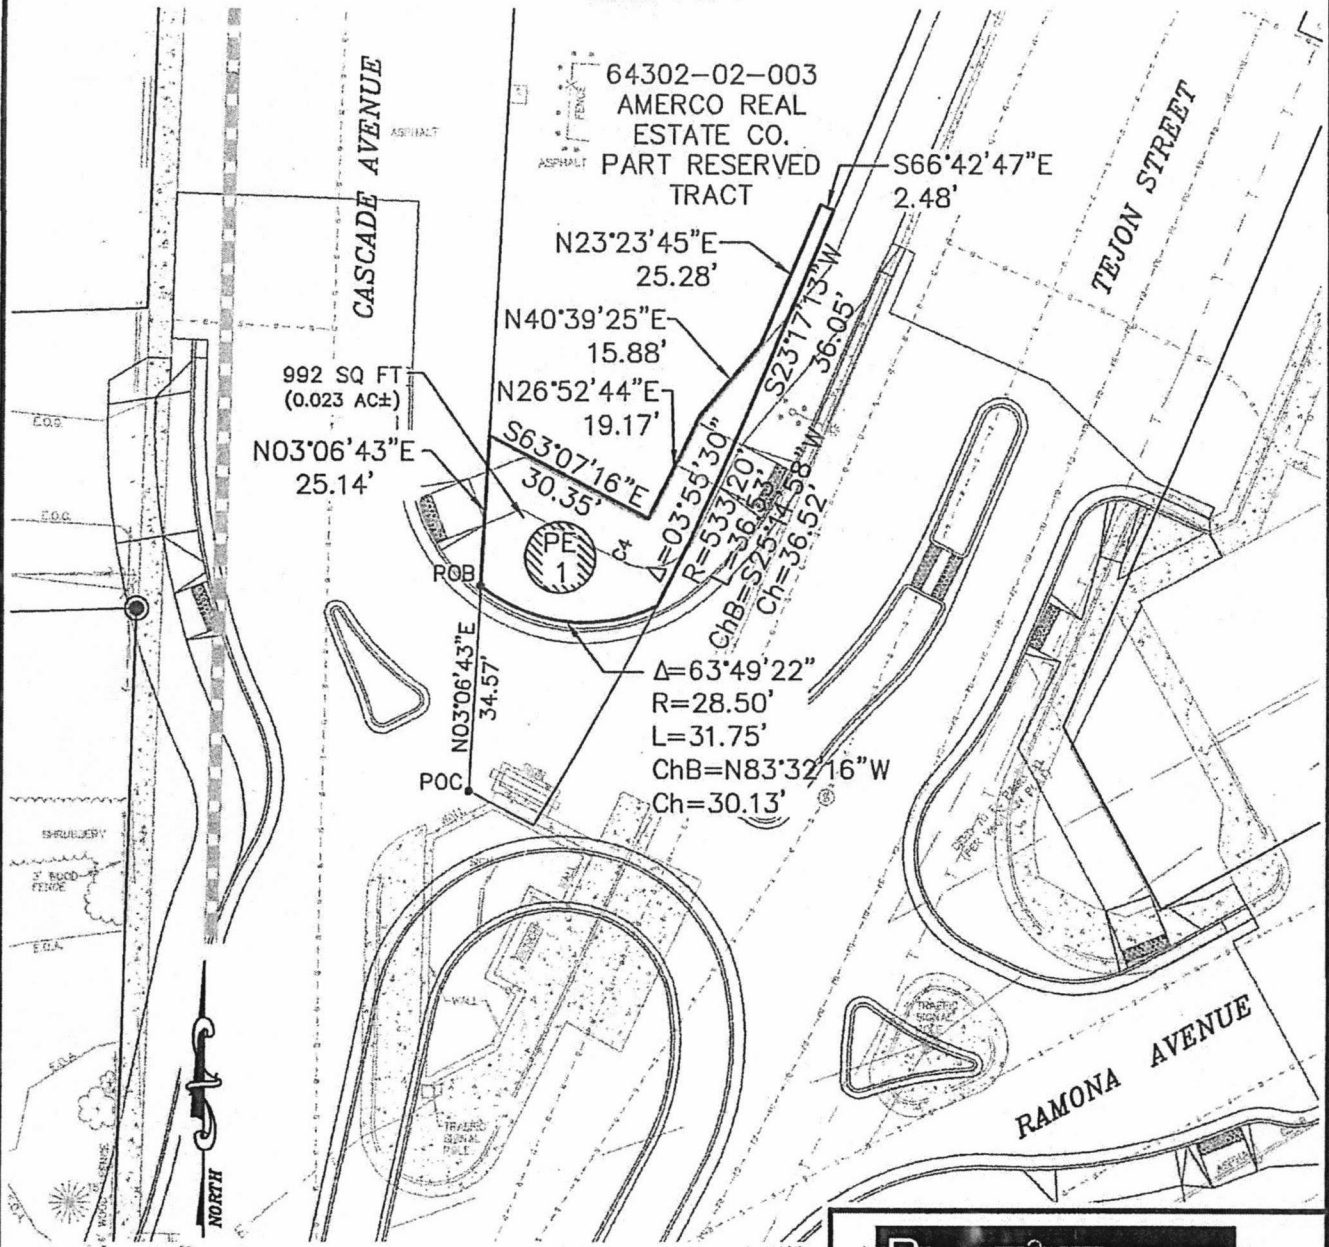 64302-02-003
AMERCO REAL
ESTATE CO.
PART RESERVED
TRACT
CASCADE AVENUE
ASPHALT
FENCE
ASPHALT
TEJON STREET
S66°42'47"E
2.48'
N23°23'45"E
25.28'
N40°39'25"E
15.88'
N26°52'44"E
19.17'
S23°17'13"W
36.05'
992 SQ FT
(0.023 AC±)
N03°06'43"E
25.14'
S63°07'16"E
30.35'
PE
1
C4
Δ=03°55'30"
R=533.20'
L=36.53'
ChB=S25°14'58"W
Ch=36.52'
POB
N03°06'43"E
34.57'
POC
Δ=63°49'22"
R=28.50'
L=31.75'
ChB=N83°32'16"W
Ch=30.13'
E.O.G.
E.O.G.
SHRUBBERY
3' WOOD
FENCE
E.O.A.
E.O.A.
WALL
WALL
TRAFFIC
SIGNAL
POLE
TRAFFIC
SIGNAL
RAMONA AVENUE
NORTH